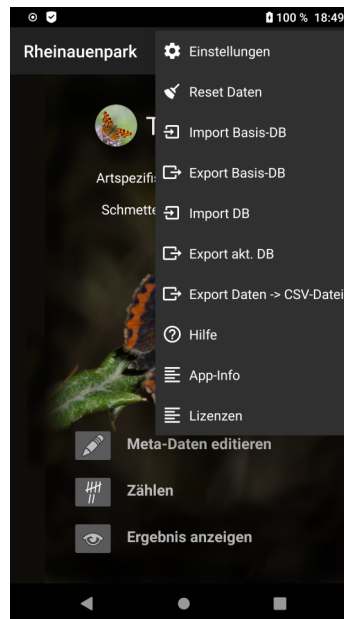 100 % 18:49
Rheinauenpark
Einstellungen
Reset Daten
Import Basis-DB
Export Basis-DB
Import DB
Export akt. DB
Export Daten -> CSV-Datei
Hilfe
App-Info
Lizenzen
Meta-Daten editieren
Zählen
Ergebnis anzeigen